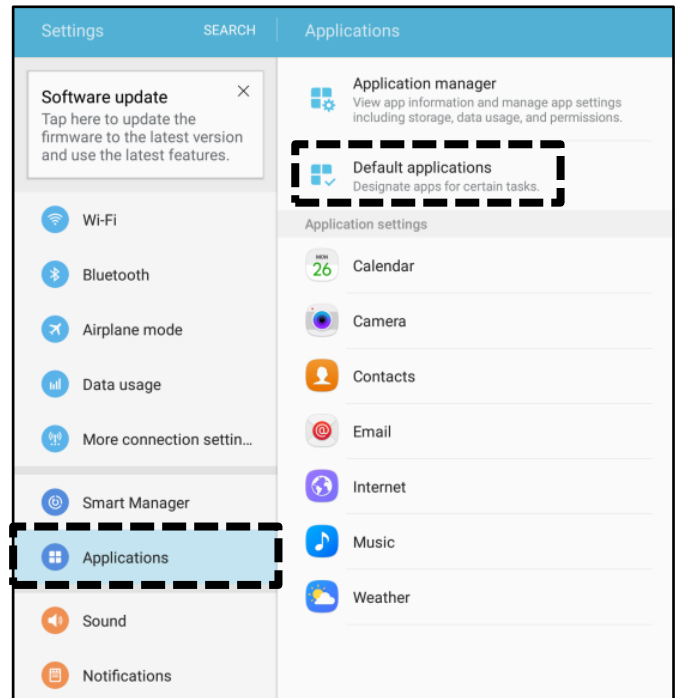 Settings
SEARCH
Applications
Software update
Tap here to update the
firmware to the latest version
and use the latest features.
Wi-Fi
Bluetooth
Airplane mode
Data usage
More connection settin...
Smart Manager
Applications
Sound
Notifications
Application manager
View app information and manage app settings
including storage, data usage, and permissions.
Default applications
Designate apps for certain tasks.
Application settings
MON
26
Calendar
Camera
Contacts
@
Email
Internet
Music
Weather